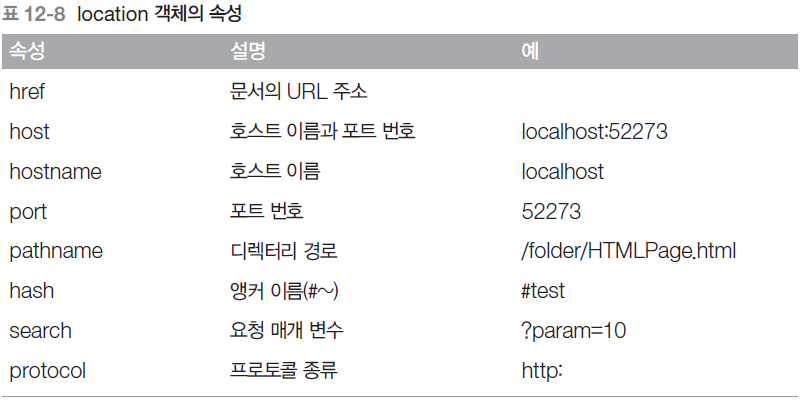 표 12-8 location 객체의 속성
속성 설명 예
href 문서의 URL 주소
host 호스트 이름과 포트 번호 localhost:52273
hostname 호스트 이름 localhost
port 포트 번호 52273
pathname 디렉터리 경로 /folder/HTMLPage.html
hash 앵커 이름(#~) #test
search 요청 매개 변수 ?param=10
protocol 프로토콜 종류 http: